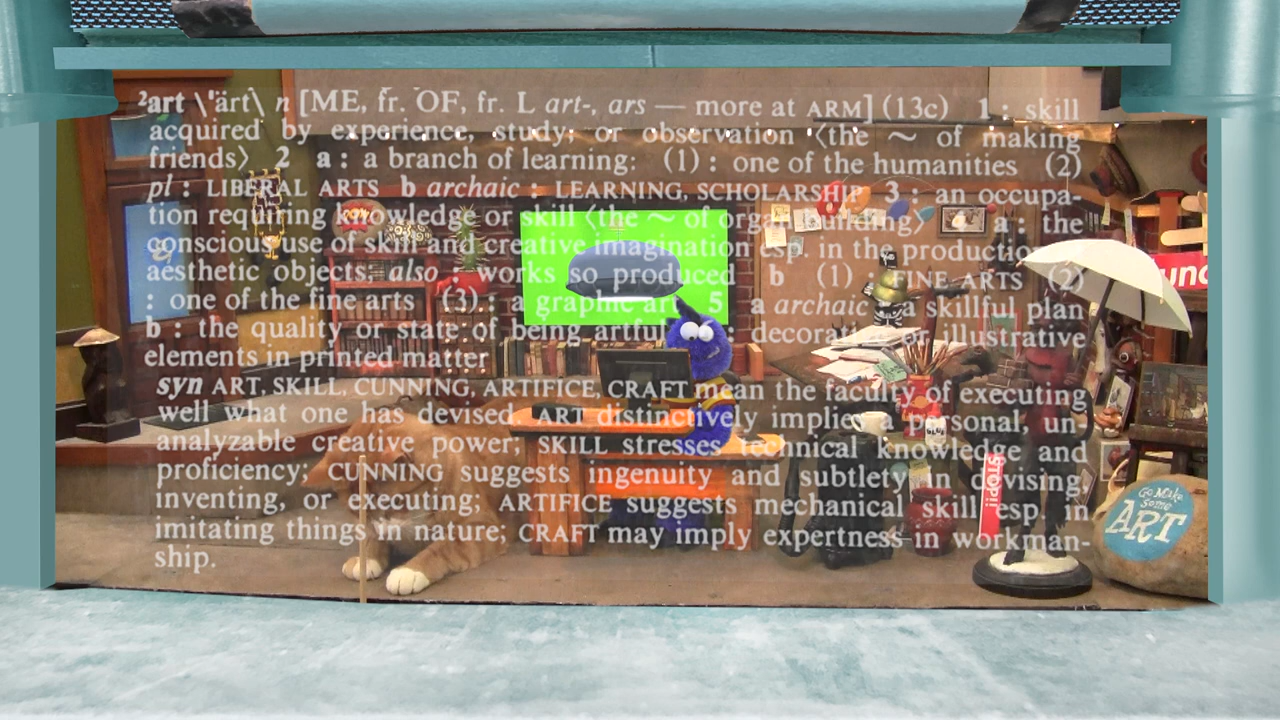 ²art \'ärt\ n [ME, fr. OF, fr. L art-, ars — more at ARM] (13c) 1 : skill
acquired by experience, study, or observation ⟨the ~ of making
friends⟩ 2 a : a branch of learning: (1) : one of the humanities (2)
pl : LIBERAL ARTS b archaic : LEARNING, SCHOLARSHIP 3 : an occupa-
tion requiring knowledge or skill ⟨the ~ of organ building⟩ a : the
conscious use of skill and creative imagination esp. in the production
aesthetic objects; also : works so produced b (1) FINE ARTS (2)
: one of the fine arts (3) : a graphic art 5 a archaic a skillful plan
b : the quality or state of being artful : decorative or illustrative
elements in printed matter
syn ART, SKILL, CUNNING, ARTIFICE, CRAFT mean the faculty of executing
well what one has devised. ART distinctively implies a personal, un-
analyzable creative power; SKILL stresses technical knowledge and
proficiency; CUNNING suggests ingenuity and subtlety in devising,
inventing, or executing; ARTIFICE suggests mechanical skill esp. in
imitating things in nature; CRAFT may imply expertness in workman-
ship.
Go Make
Some
ART